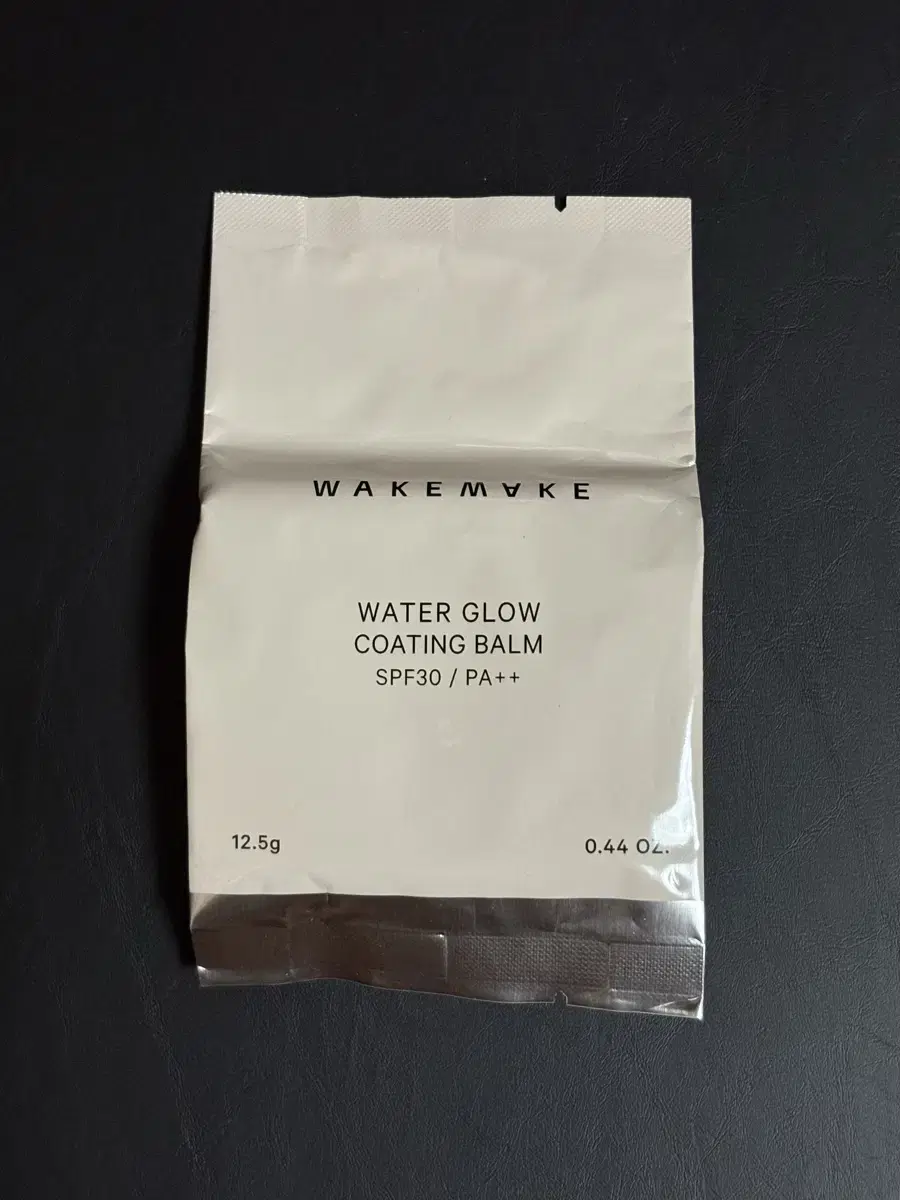 WAKEMAKE
WATER GLOW
COATING BALM
SPF30 / PA++
12.5g
0.44 OZ.